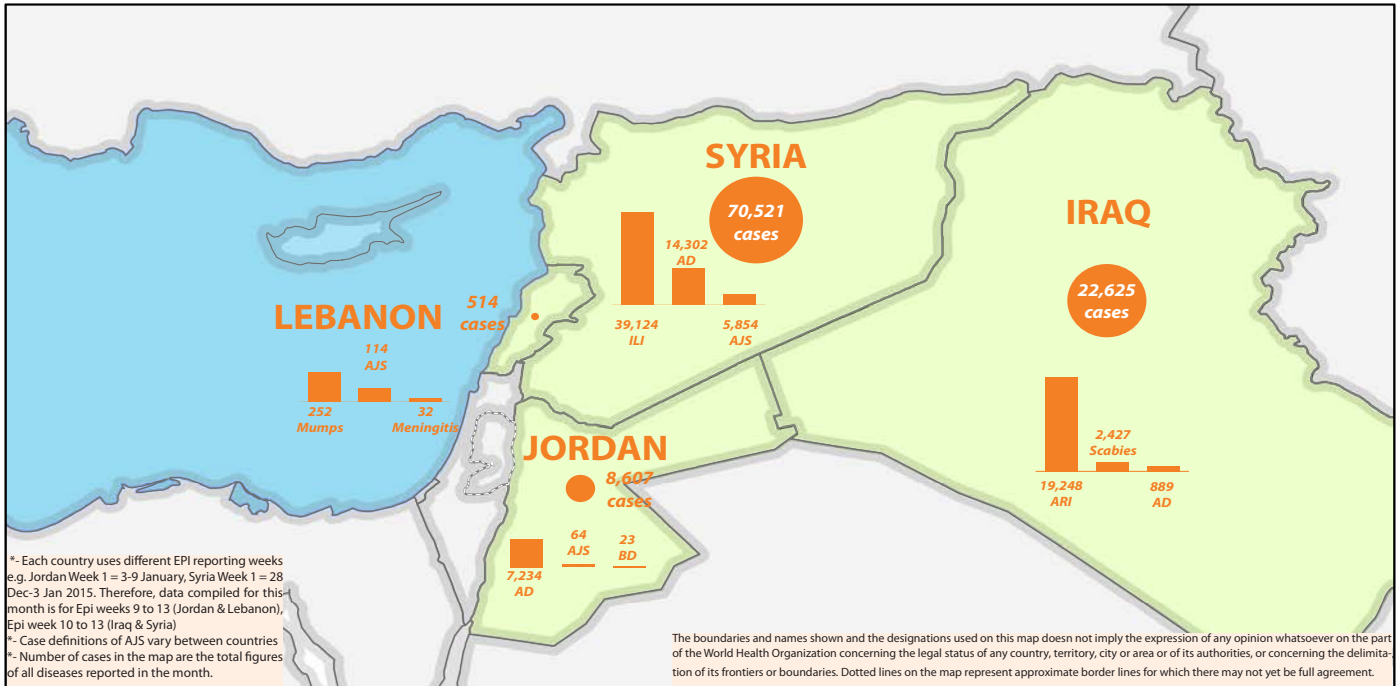 SYRIA
70,521
cases
14,302
AD
39,124
ILI
5,854
AJS
IRAQ
22,625
cases
2,427
Scabies
19,248
ARI
889
AD
LEBANON
514
cases
114
AJS
252
Mumps
32
Meningitis
JORDAN
8,607
cases
64
AJS
23
BD
7,234
AD
*- Each country uses different EPI reporting weeks
e.g. Jordan Week 1 = 3-9 January, Syria Week 1 = 28
Dec-3 Jan 2015. Therefore, data compiled for this
month is for Epi weeks 9 to 13 (Jordan & Lebanon),
Epi week 10 to 13 (Iraq & Syria)
*- Case definitions of AJS vary between countries
*- Number of cases in the map are the total figures
of all diseases reported in the month.
The boundaries and names shown and the designations used on this map doesn not imply the expression of any opinion whatsoever on the part
of the World Health Organization concerning the legal status of any country, territory, city or area or of its authorities, or concerning the delimita-
tion of its frontiers or boundaries. Dotted lines on the map represent approximate border lines for which there may not yet be full agreement.